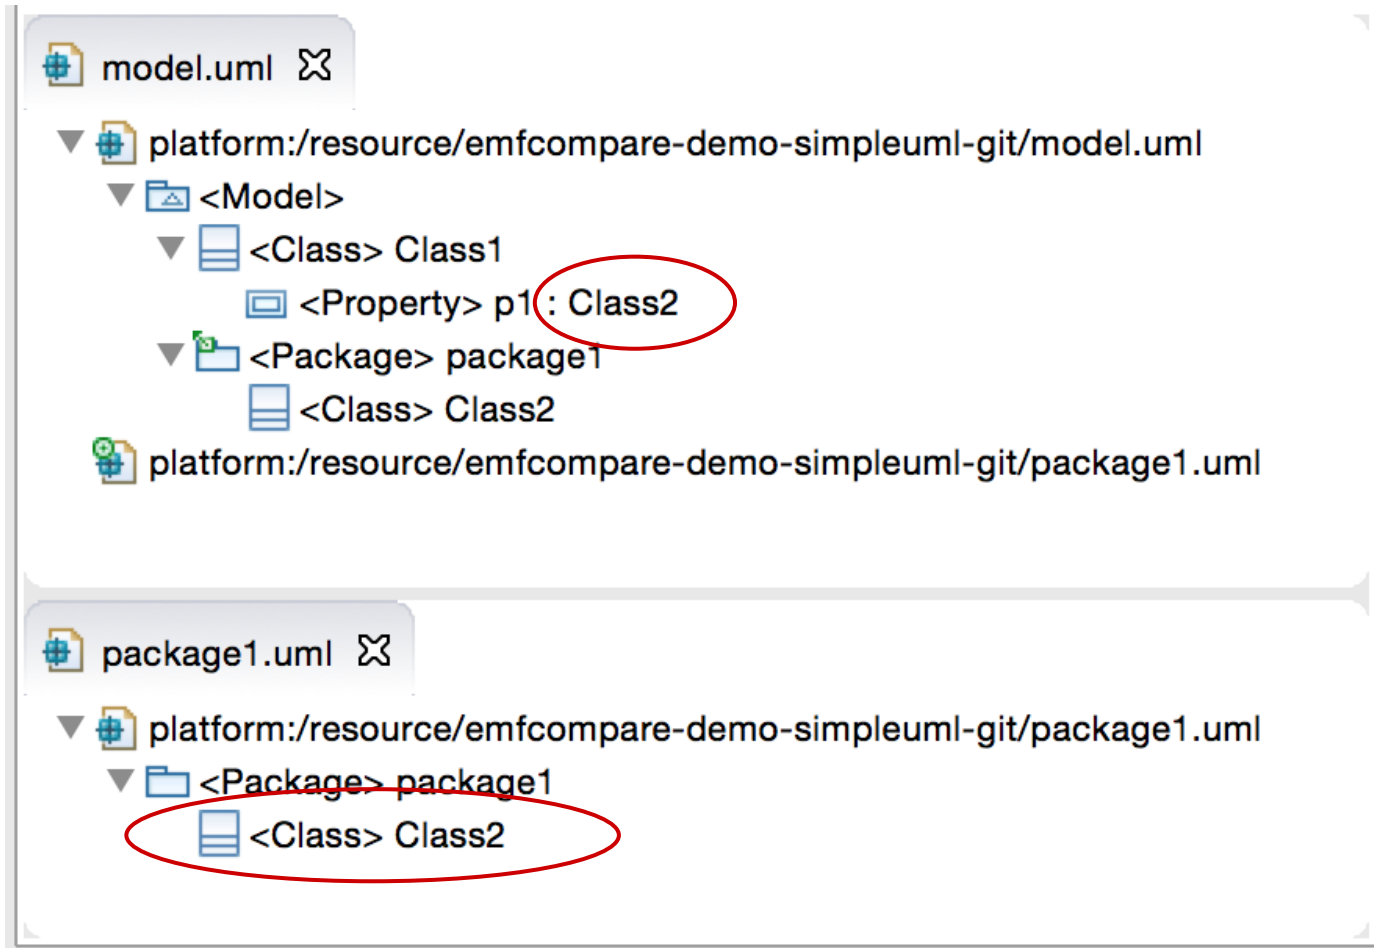 model.uml
platform:/resource/emfcompare-demo-simpleuml-git/model.uml
<Model>
<Class> Class1
<Property> p1 : Class2
<Package> package1
<Class> Class2
platform:/resource/emfcompare-demo-simpleuml-git/package1.uml
package1.uml
platform:/resource/emfcompare-demo-simpleuml-git/package1.uml
<Package> package1
<Class> Class2